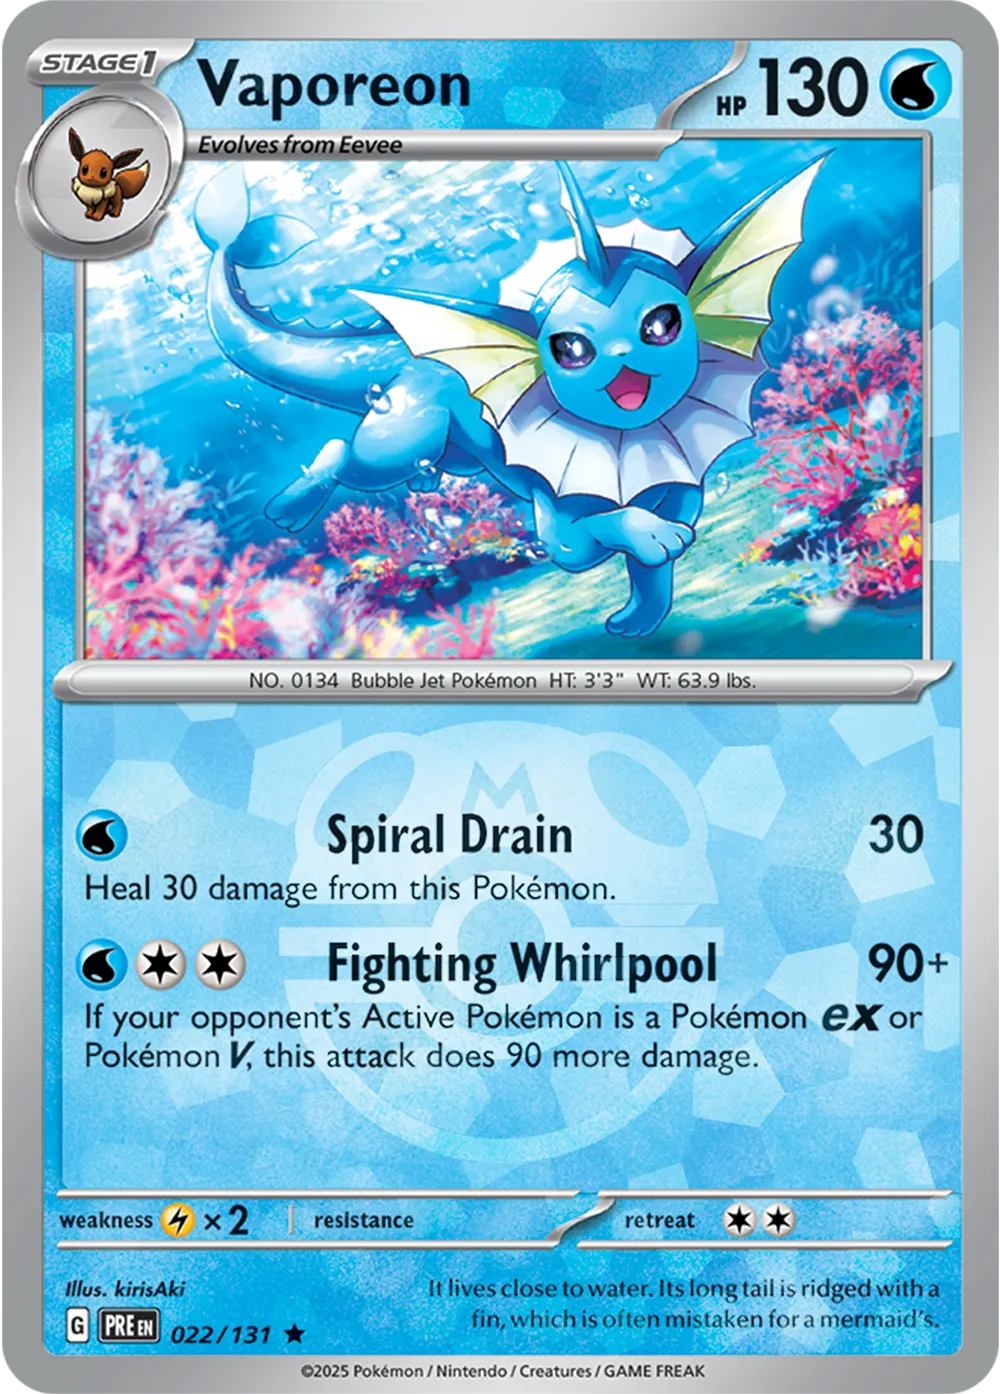 STAGE 1
Vaporeon
HP 130
Evolves from Eevee
NO. 0134 Bubble Jet Pokémon HT: 3'3" WT: 63.9 lbs.
M
Spiral Drain 30
Heal 30 damage from this Pokémon.
Fighting Whirlpool 90+
If your opponent's Active Pokémon is a Pokémon ex or
Pokémon V, this attack does 90 more damage.
weakness ×2 resistance retreat
Illus. kirisAki
It lives close to water. Its long tail is ridged with a
fin, which is often mistaken for a mermaid's.
G PRE EN 022/131 ★
©2025 Pokémon / Nintendo / Creatures / GAME FREAK